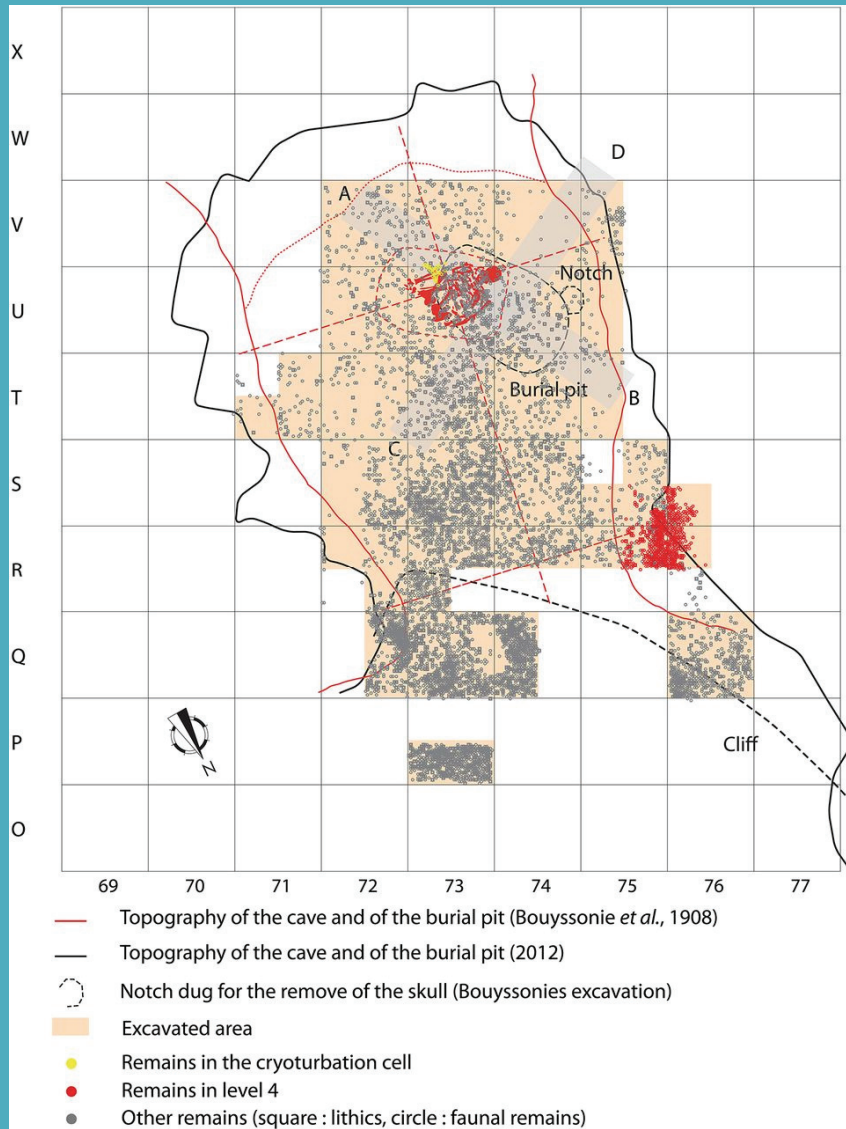 X
W
V
U
T
S
R
Q
P
O
A
B
C
D
Notch
Burial pit
Cliff
N
69 70 71 72 73 74 75 76 77
Topography of the cave and of the burial pit (Bouyssonie et al., 1908)
Topography of the cave and of the burial pit (2012)
Notch dug for the remove of the skull (Bouyssonies excavation)
Excavated area
Remains in the cryoturbation cell
Remains in level 4
Other remains (square : lithics, circle : faunal remains)